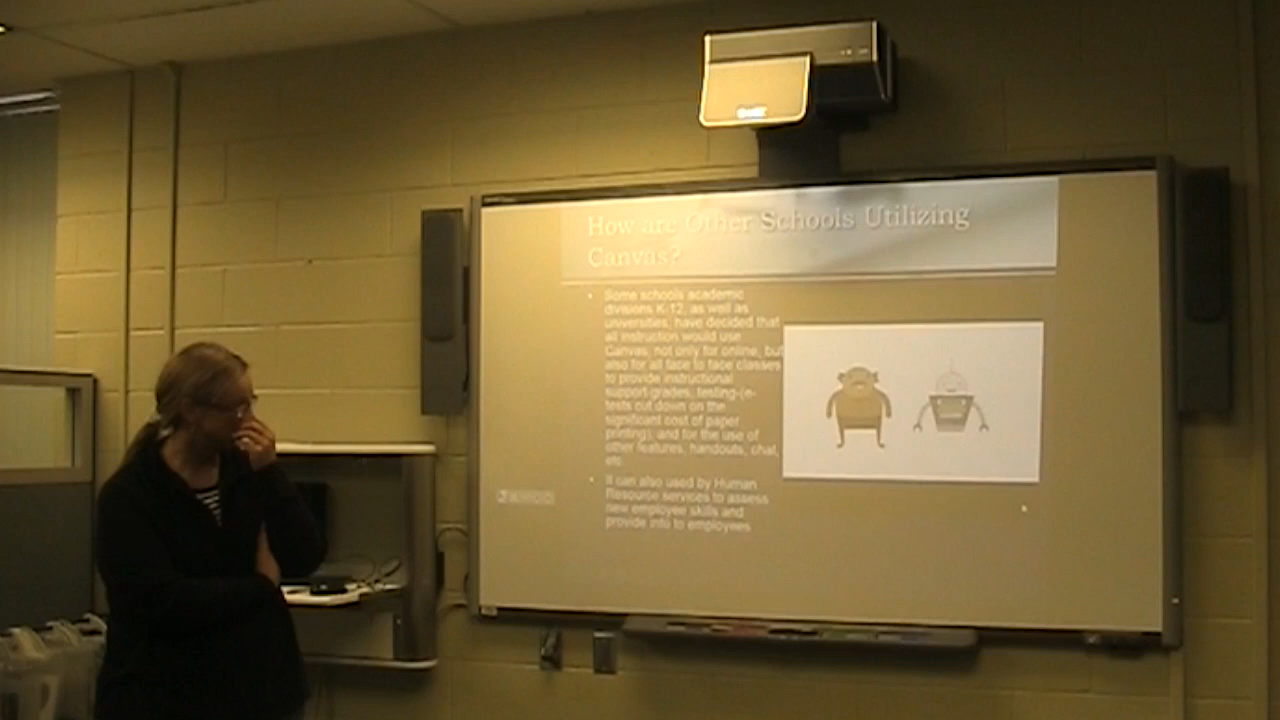 How are Other Schools Utilizing
Canvas?
Some schools academic
divisions K-12, as well as
universities, have decided that
all instruction would use
Canvas, not only for online, but
also for all face to face classes
to provide instructional
support grades, testing-(e-
tests cut down on the
significant cost of paper
printing), and for the use of
other features, handouts, chat,
etc.
It can also used by Human
Resource services to assess
new employee skills and
provide info to employees